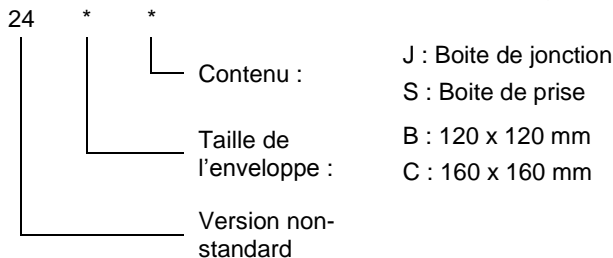 24 * *
Contenu :
J : Boite de jonction
S : Boite de prise
Taille de
l'enveloppe :
B : 120 x 120 mm
C : 160 x 160 mm
Version non-
standard